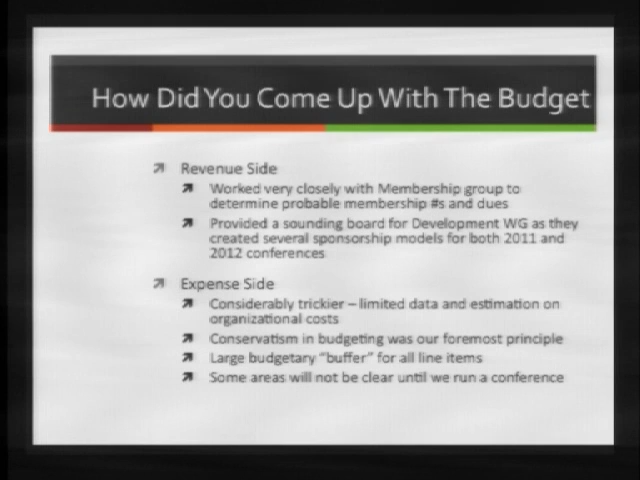 How Did You Come Up With The Budget
Revenue Side
Worked very closely with Membership group to
determine probable membership #s and dues
Provided a sounding board for Development WG as they
created several sponsorship models for both 2011 and
2012 conferences
Expense Side
Considerably trickier – limited data and estimation on
organizational costs
Conservatism in budgeting was our foremost principle
Large budgetary "buffer" for all line items
Some areas will not be clear until we run a conference